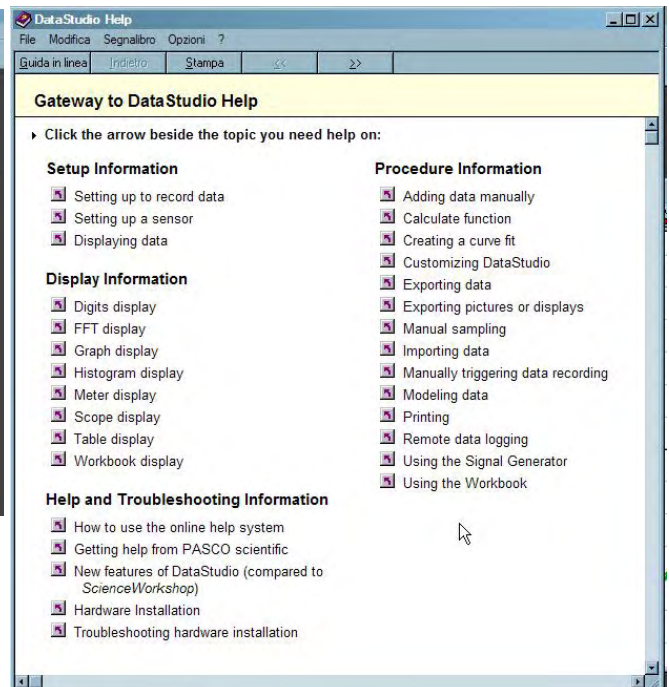 DataStudio Help
File Modifica Segnalibro Opzioni ?
Guida in linea Indietro Stampa << >>
Gateway to DataStudio Help
Click the arrow beside the topic you need help on:
Setup Information
Setting up to record data
Setting up a sensor
Displaying data
Display Information
Digits display
FFT display
Graph display
Histogram display
Meter display
Scope display
Table display
Workbook display
Help and Troubleshooting Information
How to use the online help system
Getting help from PASCO scientific
New features of DataStudio (compared to
ScienceWorkshop)
Hardware Installation
Troubleshooting hardware installation
Procedure Information
Adding data manually
Calculate function
Creating a curve fit
Customizing DataStudio
Exporting data
Exporting pictures or displays
Manual sampling
Importing data
Manually triggering data recording
Modeling data
Printing
Remote data logging
Using the Signal Generator
Using the Workbook